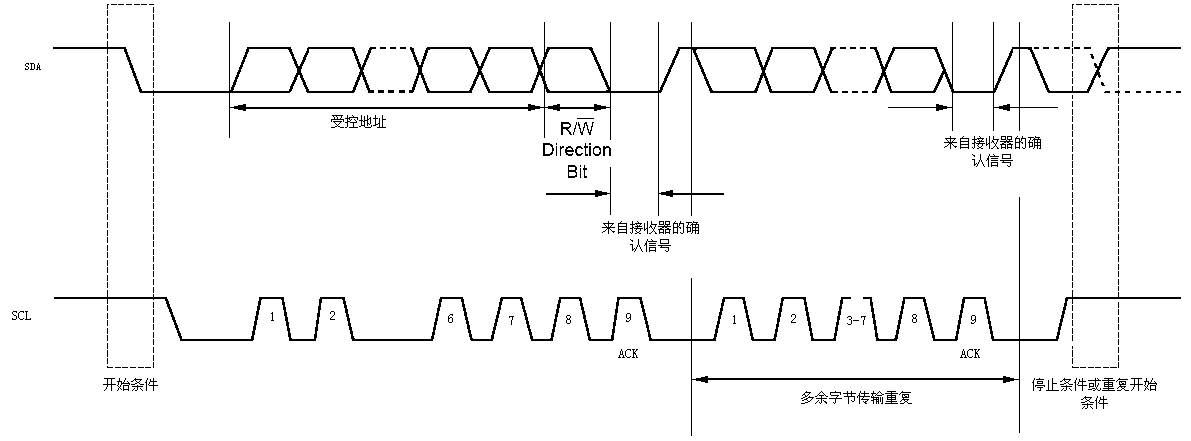 SDA
受控地址
R/W̅
Direction
Bit
来自接收器的确
认信号
来自接收器的确
认信号
SCL
1
2
6
7
8
9
1
2
3-7
8
9
ACK
ACK
开始条件
多余字节传输重复
停止条件或重复开始
条件